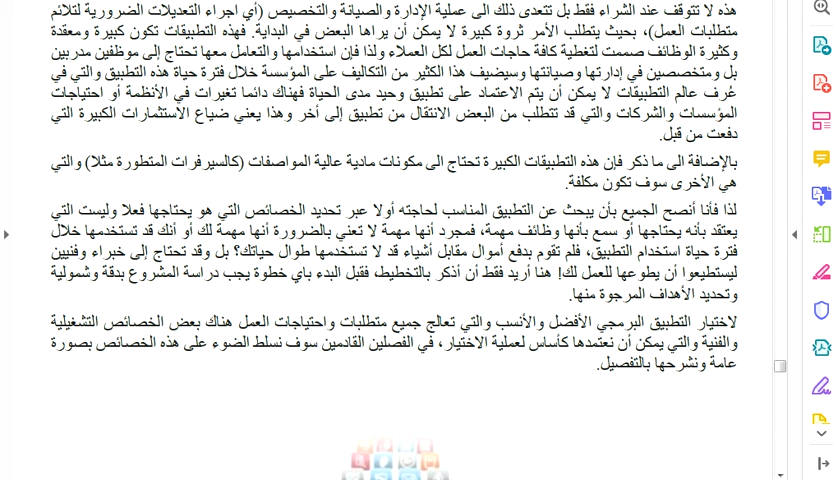 هذه لا تتوقف عند الشراء فقط بل تتعدى ذلك الى عملية الإدارة والصيانة والتخصيص (أي اجراء التعديلات الضرورية لتلائم
متطلبات العمل)، بحيث يتطلب الأمر ثروة كبيرة لا يمكن أن يراها البعض في البداية. فهذه التطبيقات تكون كبيرة ومعقدة
وكثيرة الوظائف صممت لتغطية كافة حاجات العمل لكل العملاء ولذا فإن استخدامها والتعامل معها تحتاج إلى موظفين مدربين
بل ومتخصصين في إدارتها وصيانتها وسيضيف هذا الكثير من التكاليف على المؤسسة خلال فترة حياة هذه التطبيق والتي في
عُرف عالم التطبيقات لا يمكن أن يتم الاعتماد على تطبيق وحيد مدى الحياة فهناك دائما تغيرات في الأنظمة أو احتياجات
المؤسسات والشركات والتي قد تتطلب من البعض الانتقال من تطبيق إلى أخر وهذا يعني ضياع الاستثمارات الكبيرة التي
دفعت من قبل.
بالإضافة الى ما ذكر فإن هذه التطبيقات الكبيرة تحتاج الى مكونات مادية عالية المواصفات (كالسيرفرات المتطورة مثلا) والتي
هي الأخرى سوف تكون مكلفة.
لذا فأنا أنصح الجميع بأن يبحث عن التطبيق المناسب لحاجته أولا عبر تحديد الخصائص التي هو يحتاجها فعلا وليست التي
يعتقد بأنه يحتاجها أو سمع بأنها وظائف مهمة، فمجرد أنها مهمة لا تعني بالضرورة أنها مهمة لك أو أنك قد تستخدمها خلال
فترة حياة استخدام التطبيق، فلم تقوم بدفع أموال مقابل أشياء قد لا تستخدمها طوال حياتك؟ بل وقد تحتاج إلى خبراء وفنيين
ليستطيعوا أن يطوعها للعمل لك! هنا أريد فقط أن أذكر بالتخطيط، فقبل البدء باي خطوة يجب دراسة المشروع بدقة وشمولية
وتحديد الأهداف المرجوة منها.
لاختيار التطبيق البرمجي الأفضل والأنسب والتي تعالج جميع متطلبات واحتياجات العمل هناك بعض الخصائص التشغيلية
والفنية والتي يمكن أن نعتمدها كأساس لعملية الاختيار، في الفصلين القادمين سوف نسلط الضوء على هذه الخصائص بصورة
عامة ونشرحها بالتفصيل.